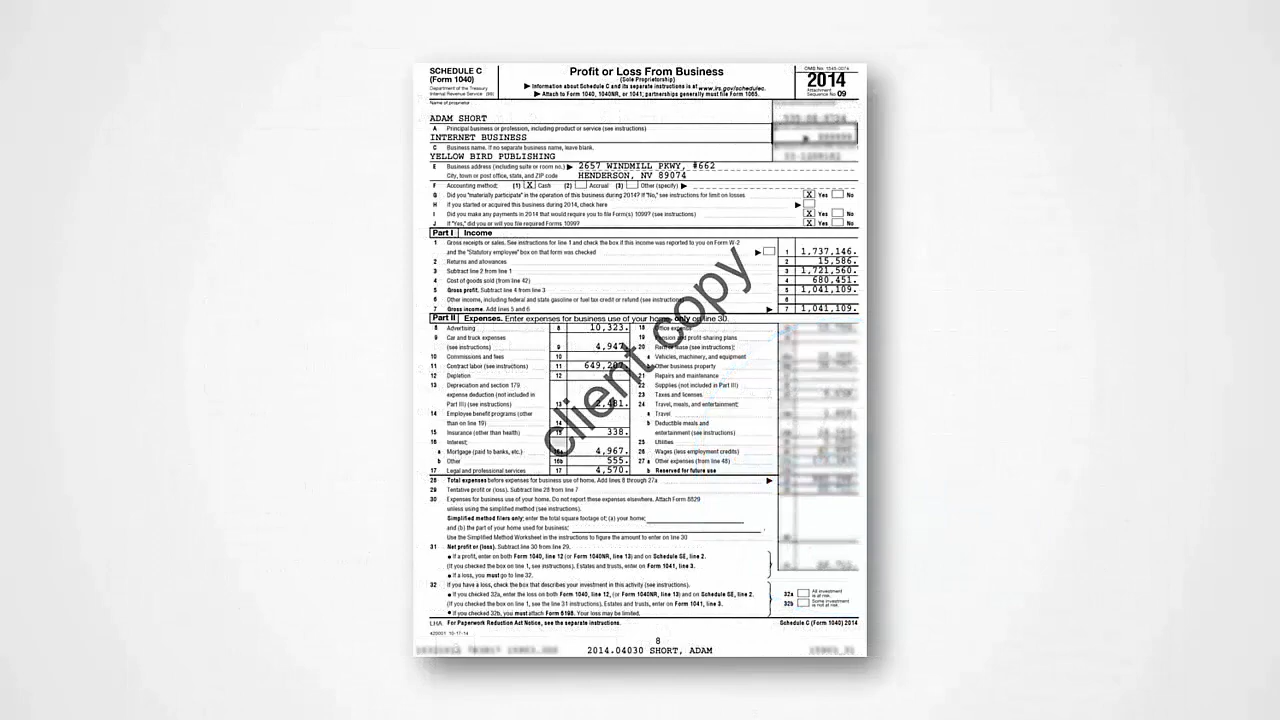 SCHEDULE C
(Form 1040)
Department of the Treasury
Internal Revenue Service (99)
Profit or Loss From Business
(Sole Proprietorship)
▶ Information about Schedule C and its separate instructions is at www.irs.gov/schedulec.
▶ Attach to Form 1040, 1040NR, or 1041; partnerships generally must file Form 1065.
OMB No. 1545-0074
2014
Attachment
Sequence No. 09
Name of proprietor
ADAM SHORT
A Principal business or profession, including product or service (see instructions)
INTERNET BUSINESS
C Business name. If no separate business name, leave blank.
YELLOW BIRD PUBLISHING
E Business address (including suite or room no.) ▶ 2657 WINDMILL PKWY, #662
City, town or post office, state, and ZIP code HENDERSON, NV 89074
F Accounting method: (1) X Cash (2) Accrual (3) Other (specify) ▶
G Did you "materially participate" in the operation of this business during 2014? If "No," see instructions for limit on losses X Yes No
H If you started or acquired this business during 2014, check here ▶
I Did you make any payments in 2014 that would require you to file Form(s) 1099? (see instructions) X Yes No
J If "Yes," did you or will you file required Forms 1099? X Yes No
Part I Income
1 Gross receipts or sales. See instructions for line 1 and check the box if this income was reported to you on Form W-2
and the "Statutory employee" box on that form was checked ▶ 1 1,737,146.
2 Returns and allowances 2 15,586.
3 Subtract line 2 from line 1 3 1,721,560.
4 Cost of goods sold (from line 42) 4 680,451.
5 Gross profit. Subtract line 4 from line 3 5 1,041,109.
6 Other income, including federal and state gasoline or fuel tax credit or refund (see instructions) 6
7 Gross income. Add lines 5 and 6 ▶ 7 1,041,109.
Part II Expenses. Enter expenses for business use of your home only on line 30.
8 Advertising 8 10,323. 18 Office expense
9 Car and truck expenses 19 Pension and profit-sharing plans
(see instructions) 9 4,947. 20 Rent or lease (see instructions):
10 Commissions and fees 10 a Vehicles, machinery, and equipment
11 Contract labor (see instructions) 11 649,207. b Other business property
12 Depletion 12 21 Repairs and maintenance
13 Depreciation and section 179 22 Supplies (not included in Part III)
expense deduction (not included in 23 Taxes and licenses
Part III) (see instructions) 13 24 Travel, meals, and entertainment:
14 Employee benefit programs (other a Travel
than on line 19) 14 b Deductible meals and
15 Insurance (other than health) 15 338. entertainment (see instructions)
16 Interest: 25 Utilities
a Mortgage (paid to banks, etc.) 16a 4,967. 26 Wages (less employment credits)
b Other 16b 555. 27 a Other expenses (from line 48)
17 Legal and professional services 17 4,570. b Reserved for future use
28 Total expenses before expenses for business use of home. Add lines 8 through 27a ▶
29 Tentative profit or (loss). Subtract line 28 from line 7
30 Expenses for business use of your home. Do not report these expenses elsewhere. Attach Form 8829
unless using the simplified method (see instructions).
Simplified method filers only: enter the total square footage of: (a) your home:
and (b) the part of your home used for business:
Use the Simplified Method Worksheet in the instructions to figure the amount to enter on line 30
31 Net profit or (loss). Subtract line 30 from line 29.
● If a profit, enter on both Form 1040, line 12 (or Form 1040NR, line 13) and on Schedule SE, line 2.
(If you checked the box on line 1, see instructions). Estates and trusts, enter on Form 1041, line 3.
● If a loss, you must go to line 32.
32 If you have a loss, check the box that describes your investment in this activity (see instructions).
● If you checked 32a, enter the loss on both Form 1040, line 12, (or Form 1040NR, line 13) and on Schedule SE, line 2.
(If you checked the box on line 1, see the line 31 instructions). Estates and trusts, enter on Form 1041, line 3.
● If you checked 32b, you must attach Form 6198. Your loss may be limited.
32a All investment is at risk.
32b Some investment is not at risk.
LHA For Paperwork Reduction Act Notice, see the separate instructions. Schedule C (Form 1040) 2014
420001 10-17-14
8
2014.04030 SHORT, ADAM
client copy